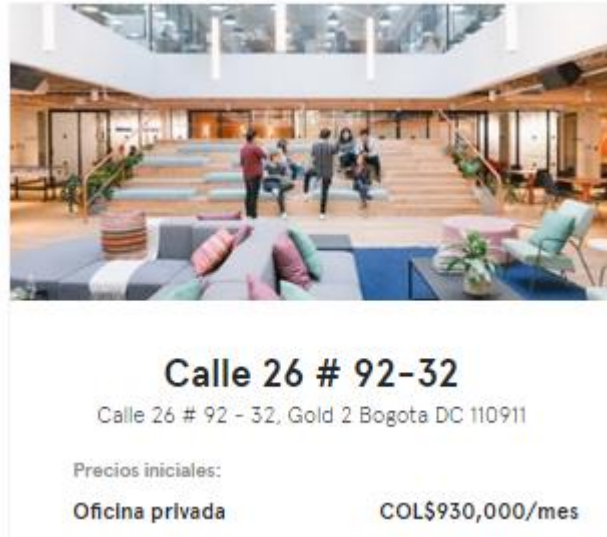 Calle 26 # 92-32
Calle 26 # 92 - 32, Gold 2 Bogota DC 110911
Precios iniciales:
Oficina privada COL$930,000/mes